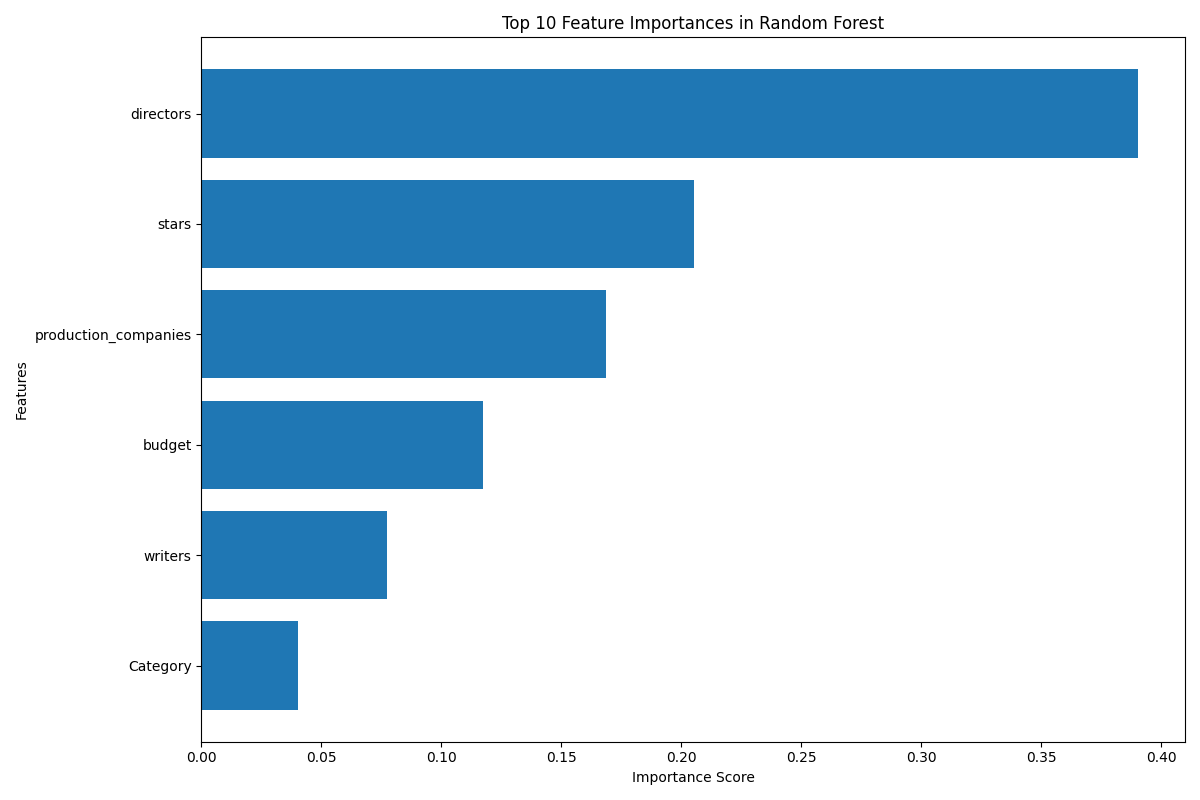 Top 10 Feature Importances in Random Forest
directors
stars
production_companies
budget
writers
Category
Features
0.00 0.05 0.10 0.15 0.20 0.25 0.30 0.35 0.40
Importance Score